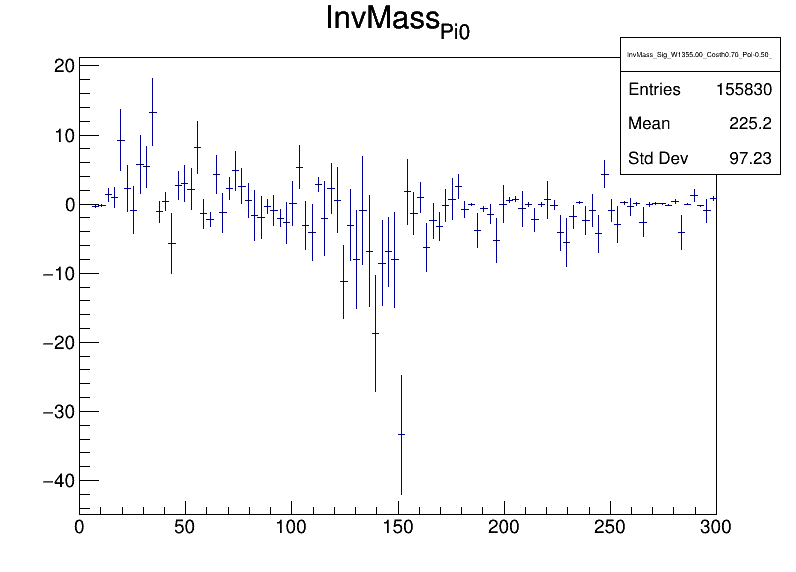 InvMass_Pi0
InvMass_Sig_W1355.00_Costh0.70_Pol-0.50_
Entries 155830
Mean 225.2
Std Dev 97.23
20
10
0
−10
−20
−30
−40
0 50 100 150 200 250 300